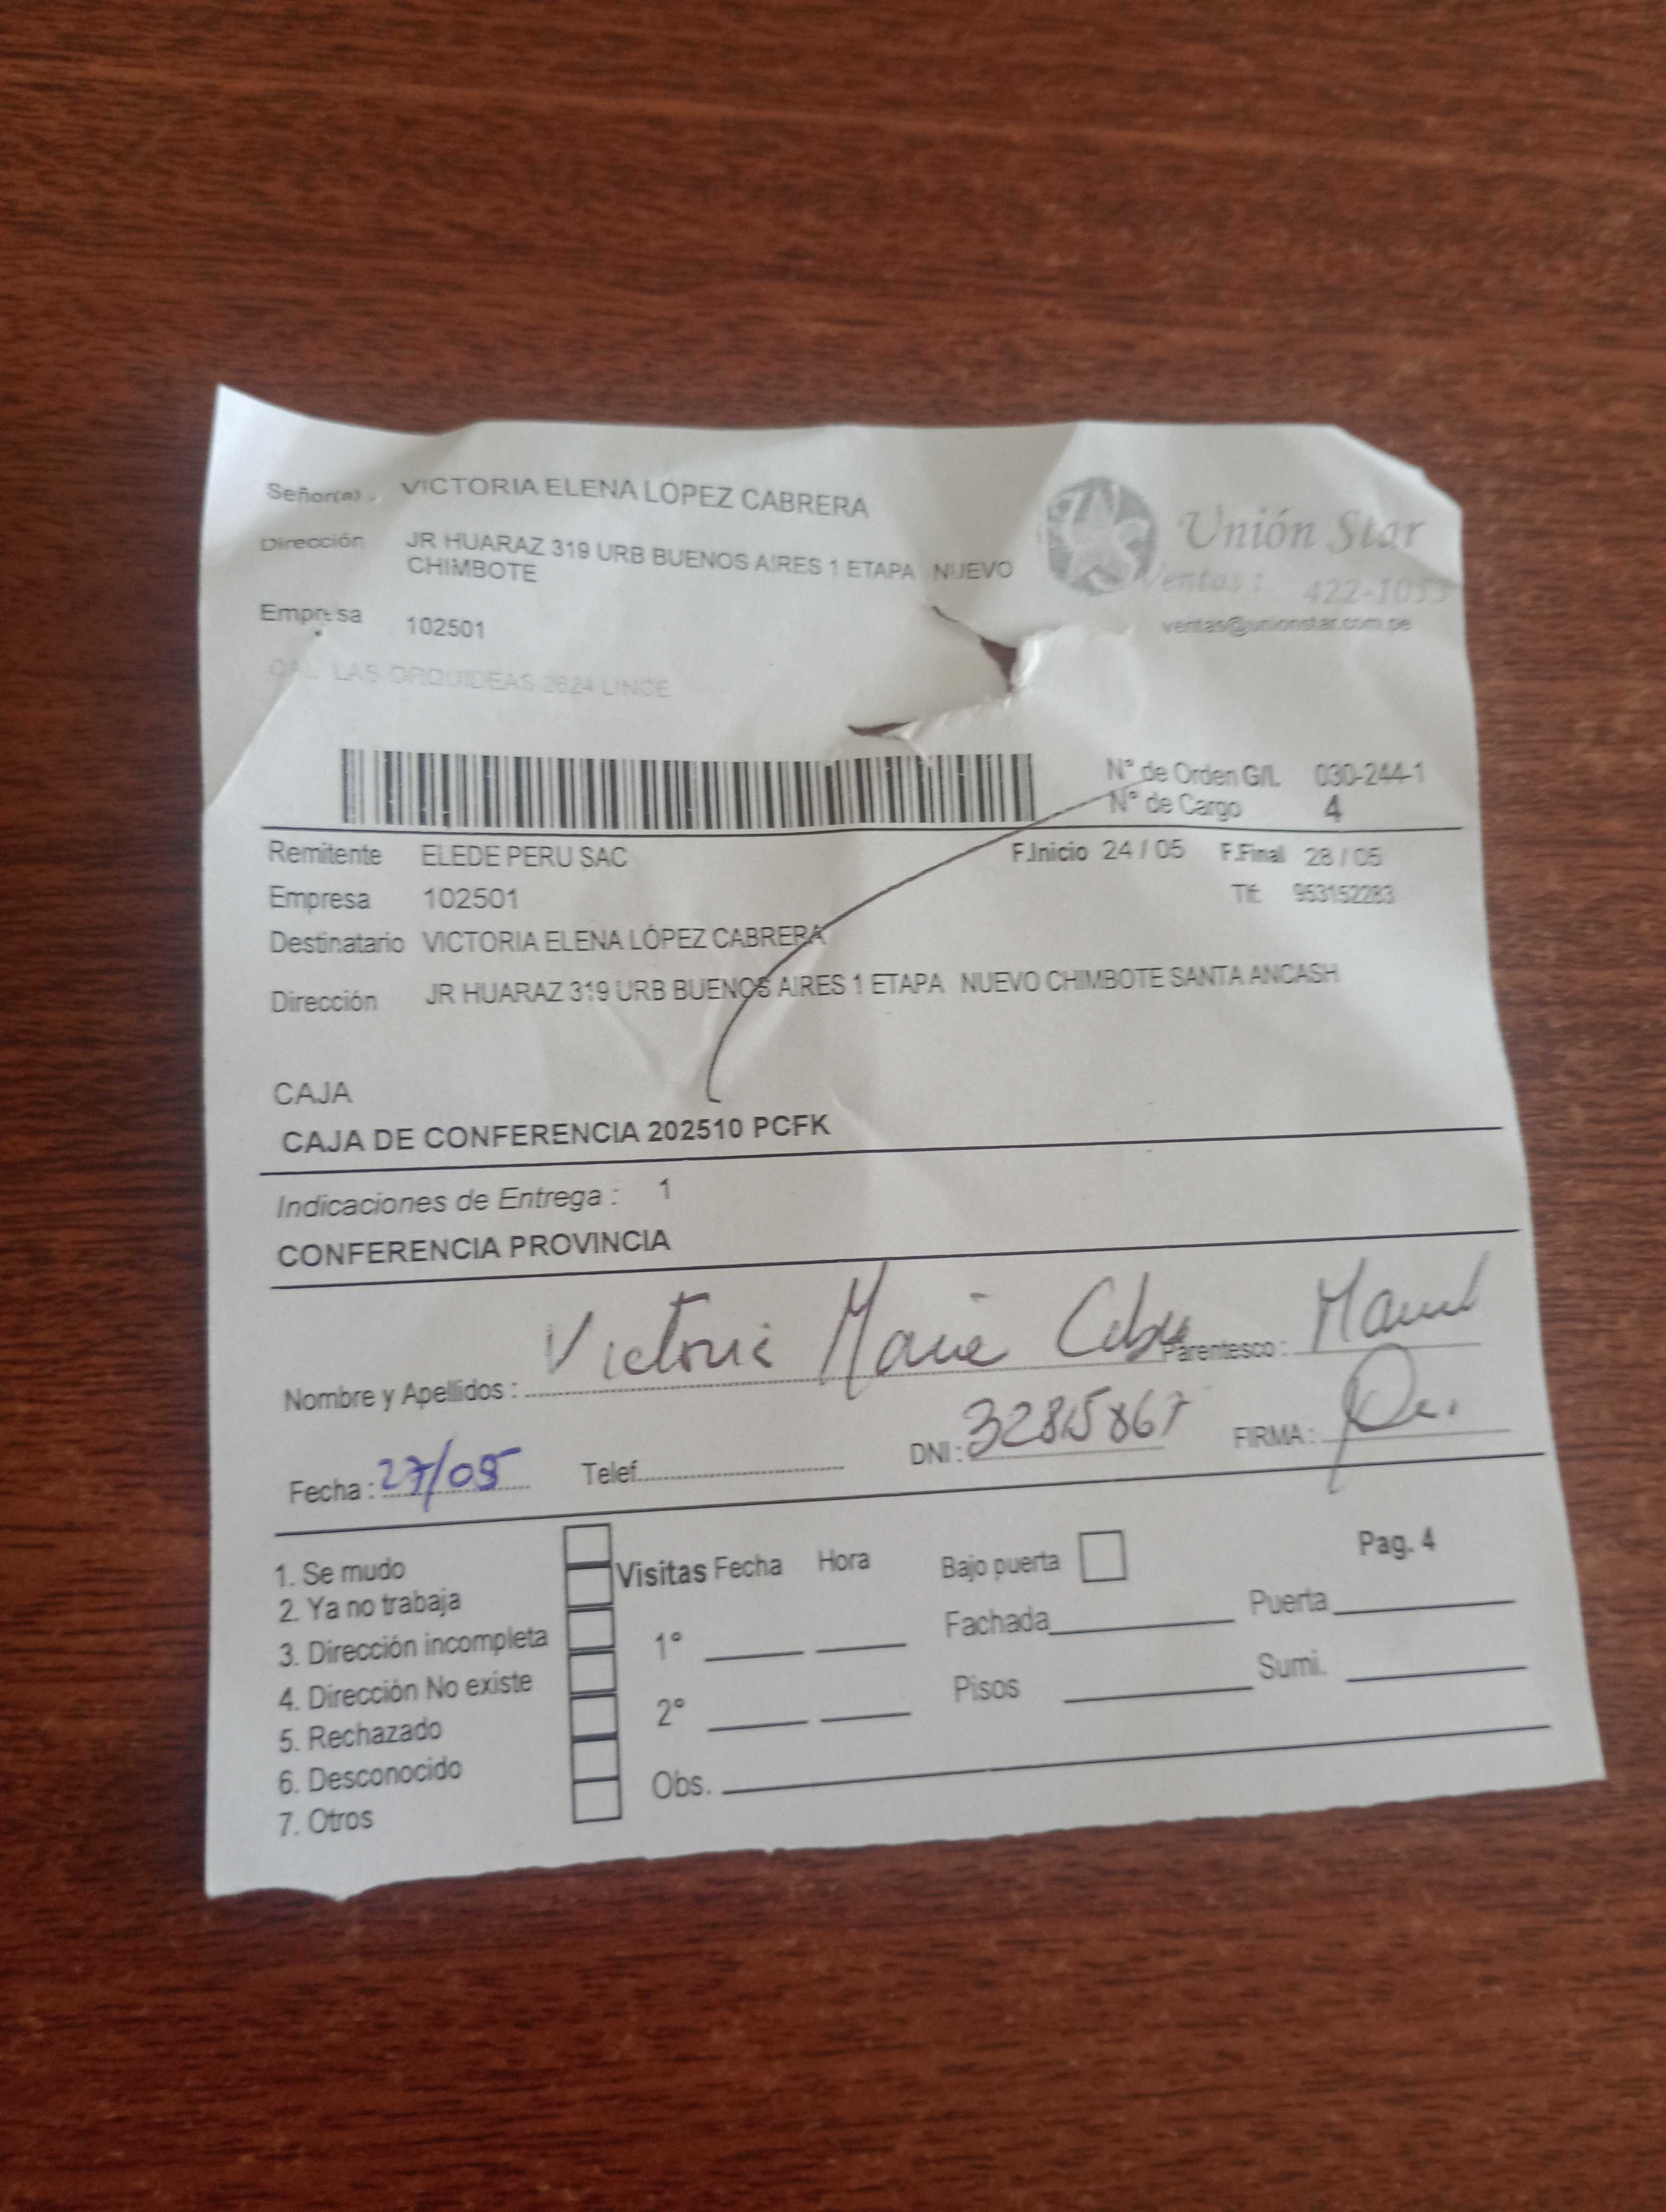 Señor(a) . VICTORIA ELENA LOPEZ CABRERA
Dirección JR HUARAZ 319 URB BUENOS AIRES 1 ETAPA NUEVO
CHIMBOTE
Empresa 102501
CAL LAS ORQUIDEAS 2624 LINCE
Unión Star
Ventas : 422-1053
ventas@unionstar.com.pe
N° de Orden G/L 030-244-1
N° de Cargo 4
Remitente ELEDE PERU SAC F.Inicio 24 / 05 F.Final 28 / 05
Empresa 102501 Tlf: 953152283
Destinatario VICTORIA ELENA LÓPEZ CABRERA
Dirección JR HUARAZ 319 URB BUENOS AIRES 1 ETAPA NUEVO CHIMBOTE SANTA ANCASH
CAJA
CAJA DE CONFERENCIA 202510 PCFK
Indicaciones de Entrega : 1
CONFERENCIA PROVINCIA
Nombre y Apellidos : Victoria Parentesco :
Fecha : 27/05 Telef. DNI : 32815867 FIRMA :
1. Se mudo
2. Ya no trabaja
3. Dirección incompleta
4. Dirección No existe
5. Rechazado
6. Desconocido
7. Otros
Visitas Fecha Hora
1°
2°
Obs.
Bajo puerta Pag. 4
Fachada Puerta
Pisos Sumi.